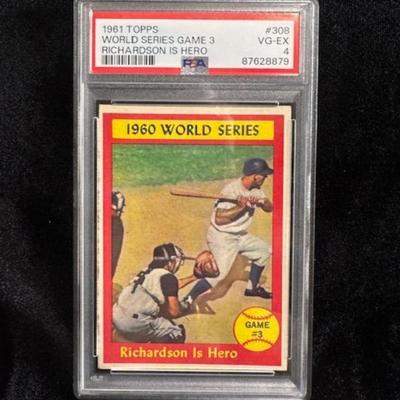 1961 TOPPS #308
WORLD SERIES GAME 3 VG-EX
RICHARDSON IS HERO 4
PSA 87628879
1960 WORLD SERIES
GAME
#3
Richardson Is Hero